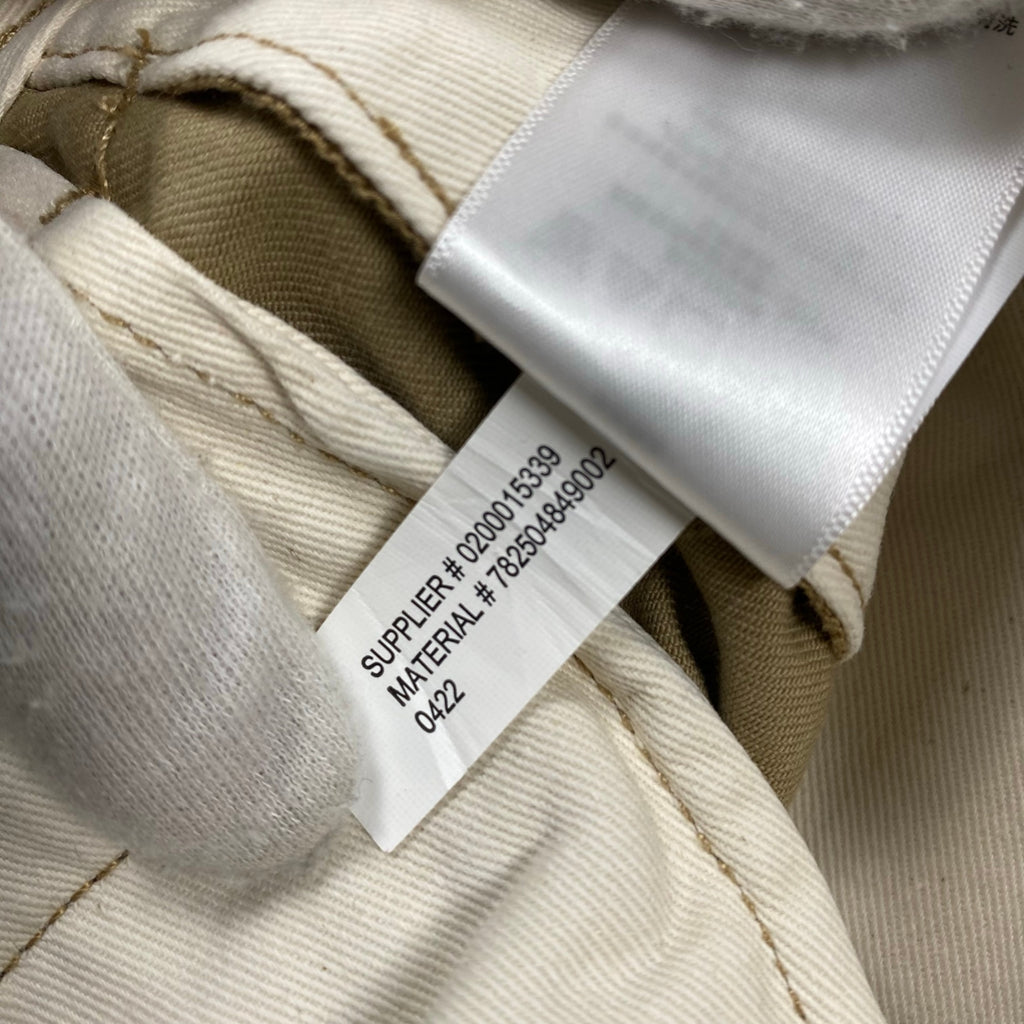 SUPPLIER # 0200015339
MATERIAL # 782504849002
0422